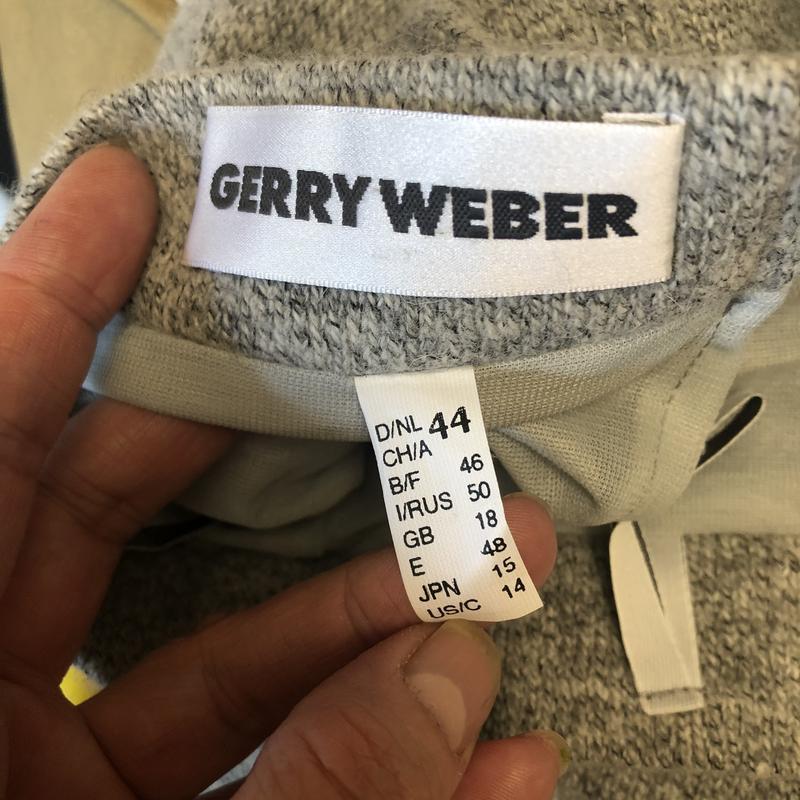 GERRY WEBER
D/NL 44
CH/A
B/F 46
I/RUS 50
GB 18
E 48
JPN 15
US/C 14